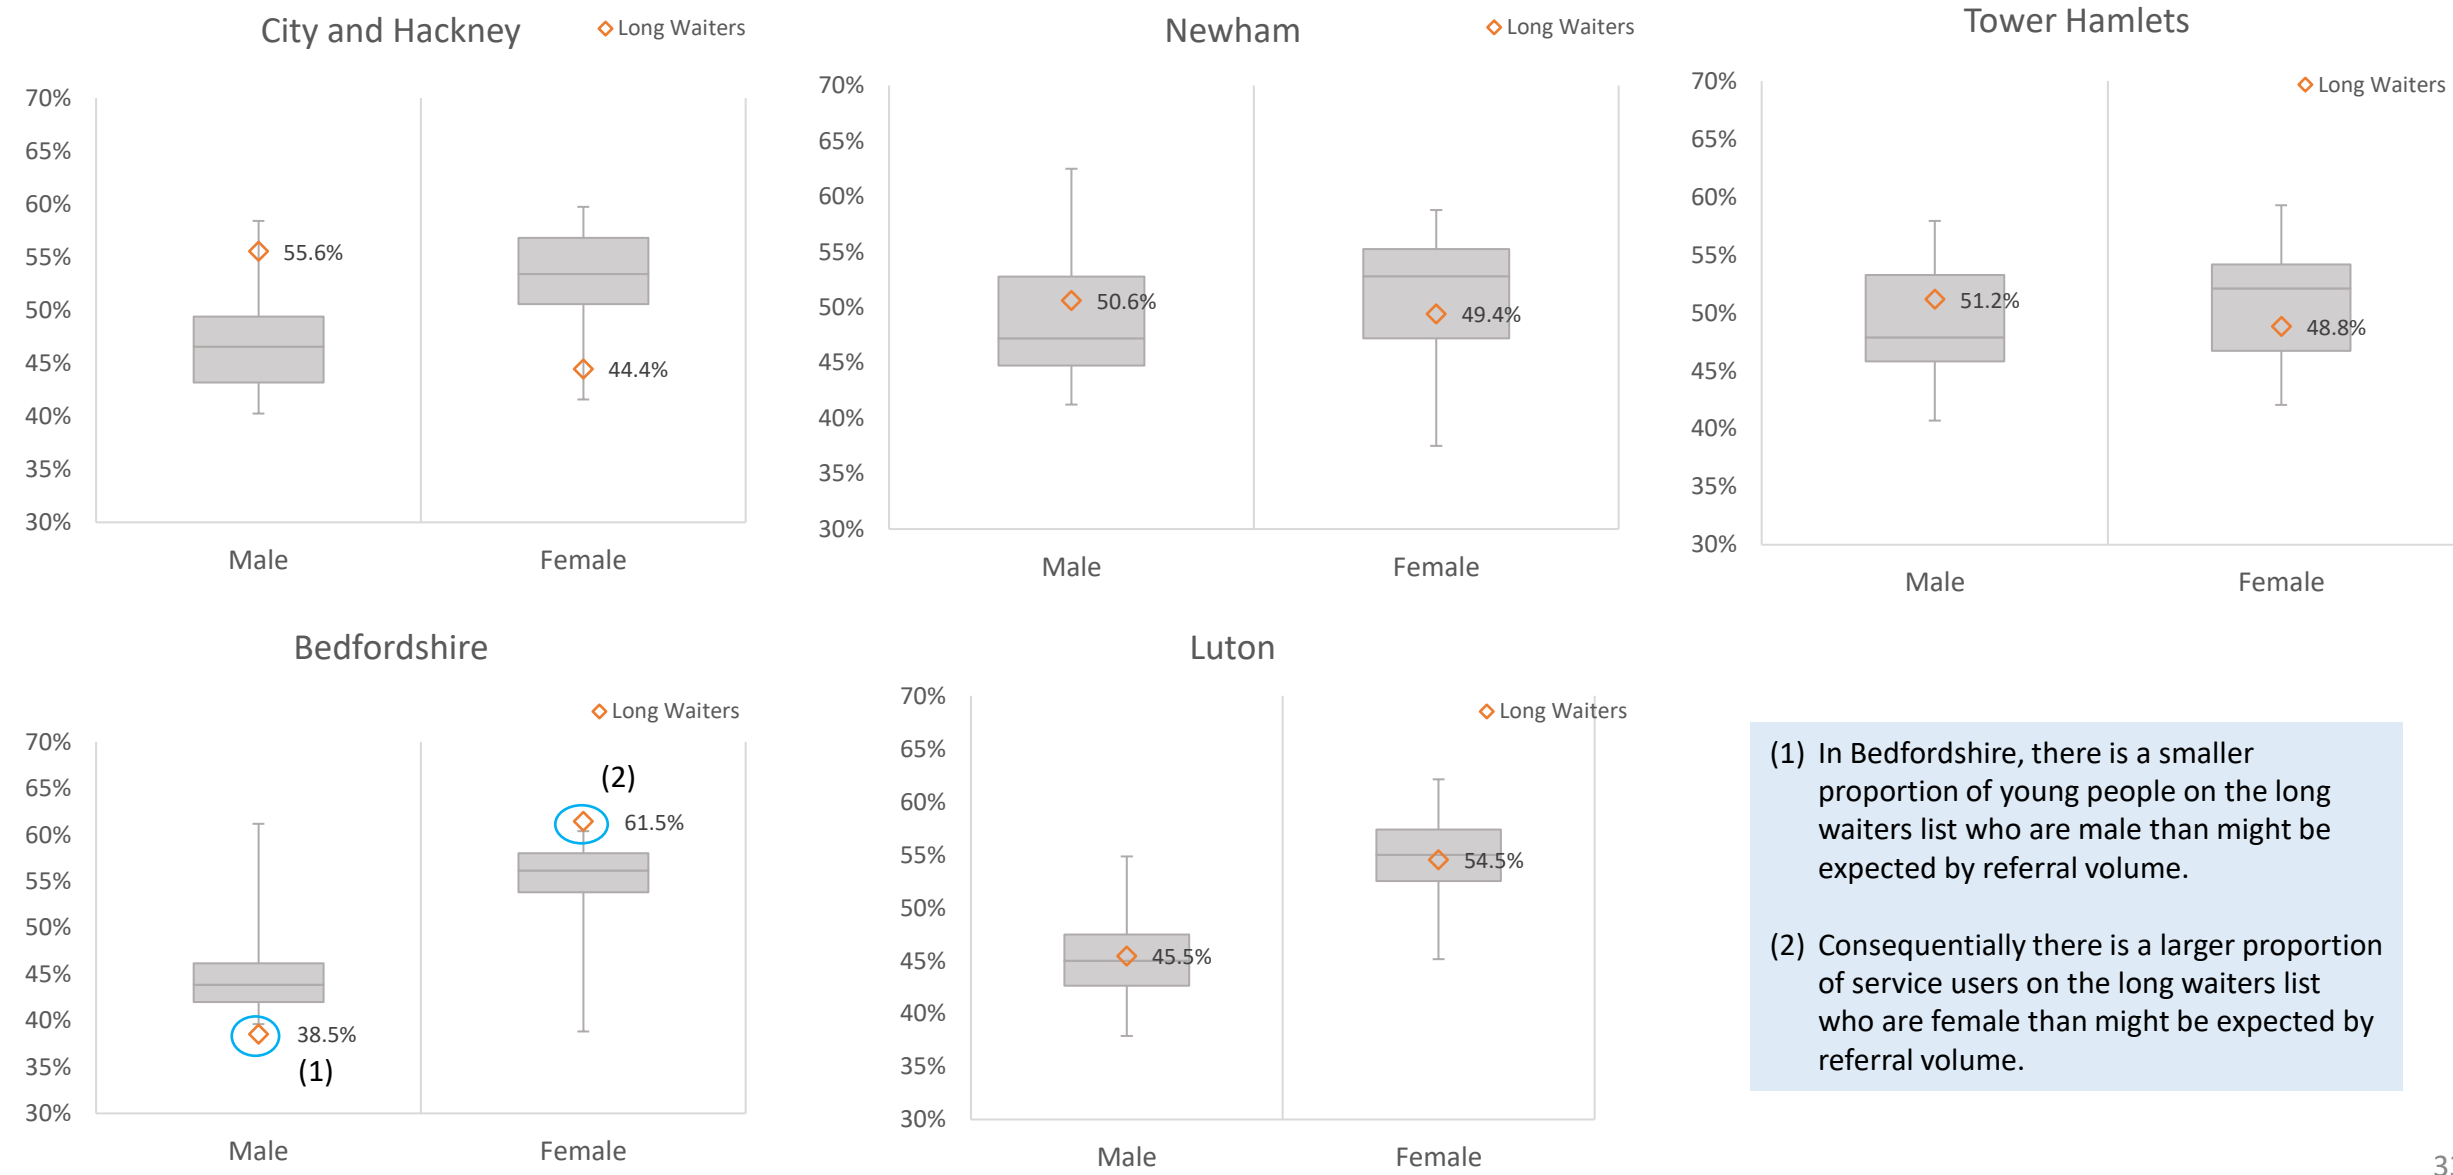 City and Hackney
Long Waiters
70%
65%
60%
55%
50%
45%
40%
35%
30%
55.6%
44.4%
Male
Female
Newham
Long Waiters
70%
65%
60%
55%
50%
45%
40%
35%
30%
50.6%
49.4%
Male
Female
Tower Hamlets
Long Waiters
70%
65%
60%
55%
50%
45%
40%
35%
30%
51.2%
48.8%
Male
Female
Bedfordshire
Long Waiters
70%
65%
60%
55%
50%
45%
40%
35%
30%
(2)
61.5%
38.5%
(1)
Male
Female
Luton
Long Waiters
70%
65%
60%
55%
50%
45%
40%
35%
30%
54.5%
45.5%
Male
Female
(1) In Bedfordshire, there is a smaller
proportion of young people on the long
waiters list who are male than might be
expected by referral volume.
(2) Consequentially there is a larger proportion
of service users on the long waiters list
who are female than might be expected by
referral volume.